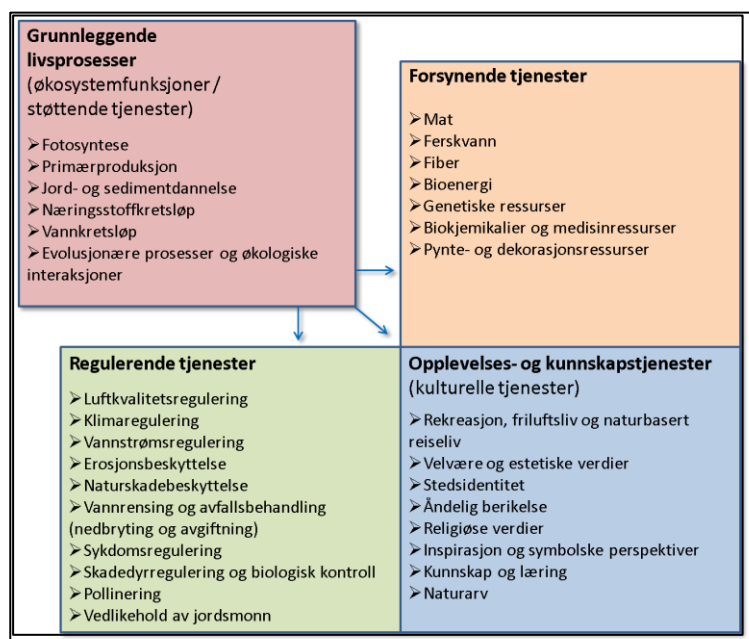 Grunnleggende
livsprosesser
(økosystemfunksjoner /
støttende tjenester)
➢Fotosyntese
➢Primærproduksjon
➢Jord- og sedimentdannelse
➢Næringsstoffkretsløp
➢Vannkretsløp
➢Evolusjonære prosesser og økologiske
interaksjoner
Forsynende tjenester
➢Mat
➢Ferskvann
➢Fiber
➢Bioenergi
➢Genetiske ressurser
➢Biokjemikalier og medisinressurser
➢Pynte- og dekorasjonsressurser
Regulerende tjenester
➢Luftkvalitetsregulering
➢Klimaregulering
➢Vannstrømsregulering
➢Erosjonsbeskyttelse
➢Naturskadebeskyttelse
➢Vannrensing og avfallsbehandling
(nedbryting og avgiftning)
➢Sykdomsregulering
➢Skadedyrregulering og biologisk kontroll
➢Pollinering
➢Vedlikehold av jordsmonn
Opplevelses- og kunnskapstjenester
(kulturelle tjenester)
➢Rekreasjon, friluftsliv og naturbasert
reiseliv
➢Velvære og estetiske verdier
➢Stedsidentitet
➢Åndelig berikelse
➢Religiøse verdier
➢Inspirasjon og symbolske perspektiver
➢Kunnskap og læring
➢Naturarv